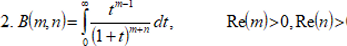 2. B(m,n)=∫₀^∞ t^(m−1)/(1+t)^(m+n) dt, Re(m)>0, Re(n)>